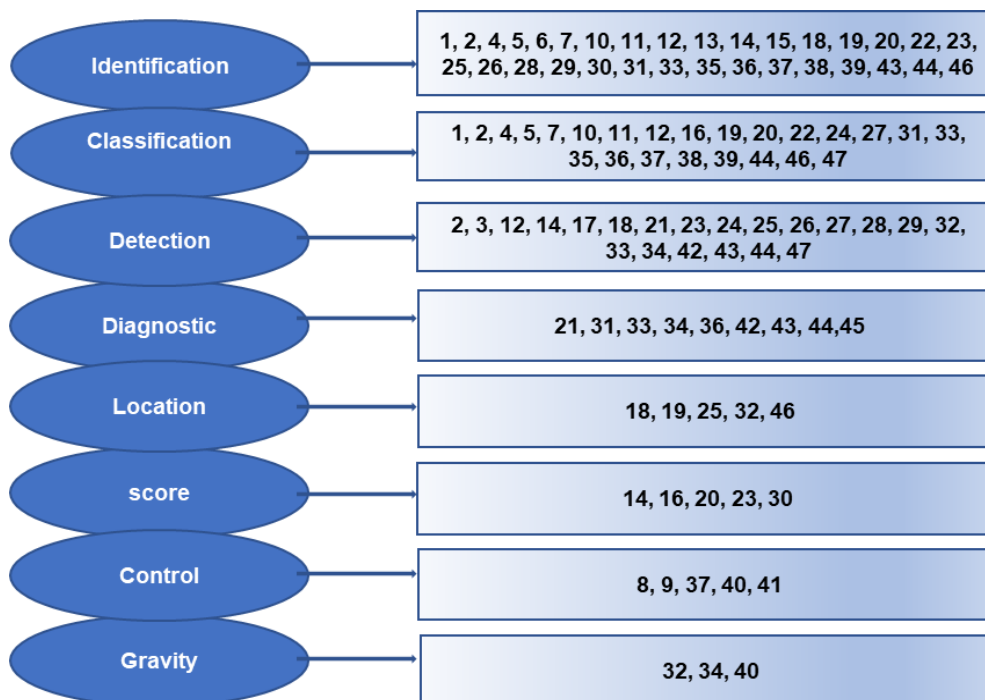 Identification
1, 2, 4, 5, 6, 7, 10, 11, 12, 13, 14, 15, 18, 19, 20, 22, 23,
25, 26, 28, 29, 30, 31, 33, 35, 36, 37, 38, 39, 43, 44, 46
Classification
1, 2, 4, 5, 7, 10, 11, 12, 16, 19, 20, 22, 24, 27, 31, 33,
35, 36, 37, 38, 39, 44, 46, 47
Detection
2, 3, 12, 14, 17, 18, 21, 23, 24, 25, 26, 27, 28, 29, 32,
33, 34, 42, 43, 44, 47
Diagnostic
21, 31, 33, 34, 36, 42, 43, 44,45
Location
18, 19, 25, 32, 46
score
14, 16, 20, 23, 30
Control
8, 9, 37, 40, 41
Gravity
32, 34, 40